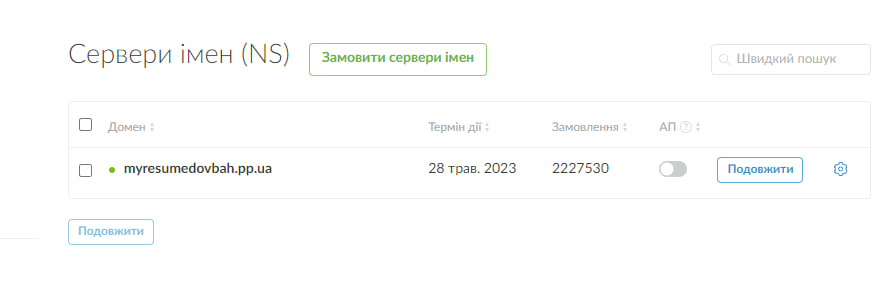 Сервери імен (NS)
Замовити сервери імен
Швидкий пошук
Домен Термін дії Замовлення АП ?
myresumedovbah.pp.ua 28 трав. 2023 2227530 Подовжити
Подовжити